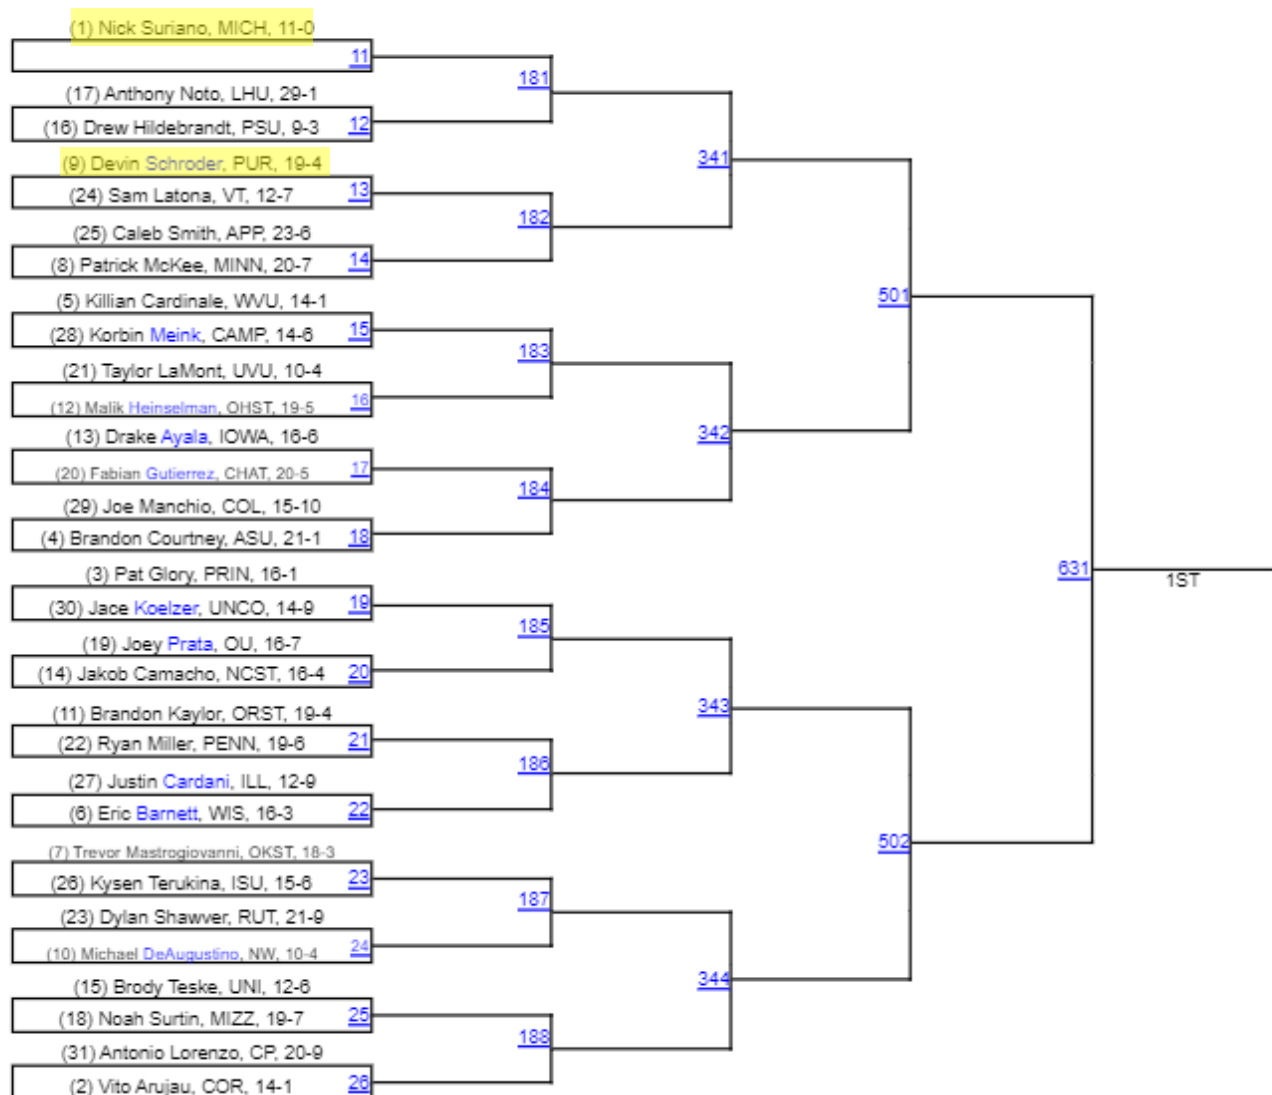 (1) Nick Suriano, MICH, 11-0
11
181
(17) Anthony Noto, LHU, 29-1
(16) Drew Hildebrandt, PSU, 9-3 12
(9) Devin Schroder, PUR, 19-4
341
(24) Sam Latona, VT, 12-7 13
182
(25) Caleb Smith, APP, 23-6
(8) Patrick McKee, MINN, 20-7 14
501
(5) Killian Cardinale, WVU, 14-1
(28) Korbin Meink, CAMP, 14-6 15
183
(21) Taylor LaMont, UVU, 10-4
(12) Malik Heinselman, OHST, 19-5 16
342
(13) Drake Ayala, IOWA, 16-6
(20) Fabian Gutierrez, CHAT, 20-5 17
184
(29) Joe Manchio, COL, 15-10
(4) Brandon Courtney, ASU, 21-1 18
631
1ST
(3) Pat Glory, PRIN, 16-1
(30) Jace Koelzer, UNCO, 14-9 19
185
(19) Joey Prata, OU, 16-7
(14) Jakob Camacho, NCST, 16-4 20
343
(11) Brandon Kaylor, ORST, 19-4
(22) Ryan Miller, PENN, 19-6 21
186
(27) Justin Cardani, ILL, 12-9
(6) Eric Barnett, WIS, 16-3 22
502
(7) Trevor Mastrogiovanni, OKST, 18-3
(26) Kysen Terukina, ISU, 15-6 23
187
(23) Dylan Shawver, RUT, 21-9
(10) Michael DeAugustino, NW, 10-4 24
344
(15) Brody Teske, UNI, 12-6
(18) Noah Surtin, MIZZ, 19-7 25
188
(31) Antonio Lorenzo, CP, 20-9
(2) Vito Arujau, COR, 14-1 26